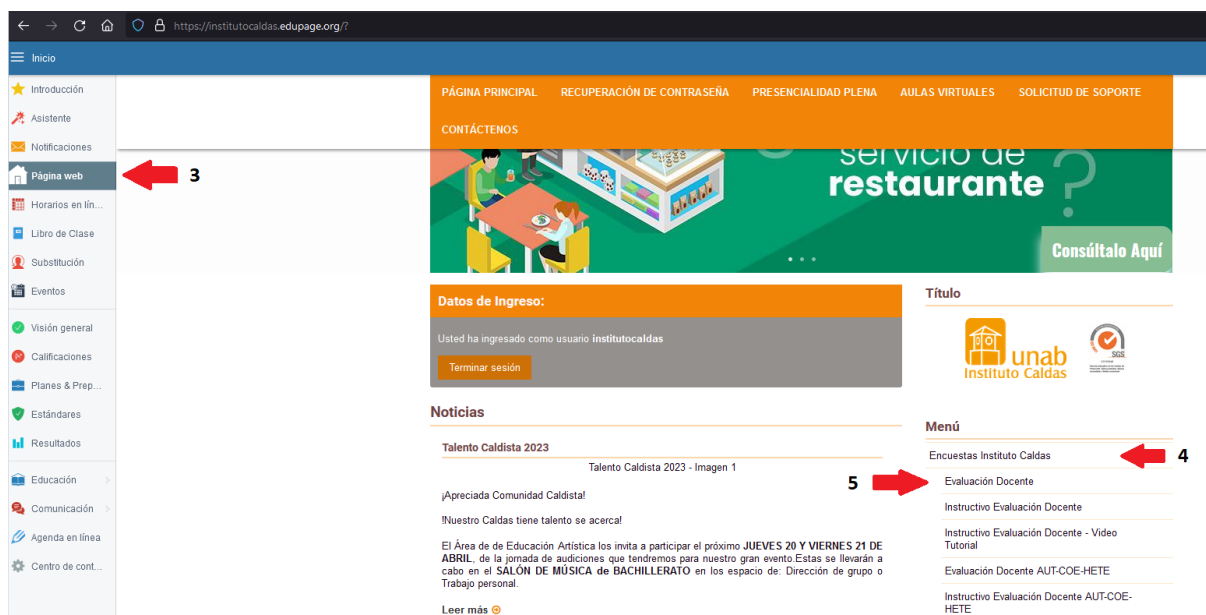 https://institutocaldas.edupage.org/?
Inicio
Introducción
Asistente
Notificaciones
Página web
3
Horarios en lín...
Libro de Clase
Substitución
Eventos
Visión general
Calificaciones
Planes & Prep...
Estándares
Resultados
Educación
Comunicación
Agenda en línea
Centro de cont...
PÁGINA PRINCIPAL RECUPERACIÓN DE CONTRASEÑA PRESENCIALIDAD PLENA AULAS VIRTUALES SOLICITUD DE SOPORTE
CONTÁCTENOS
servicio de
restaurante
?
Consúltalo Aquí
Datos de Ingreso:
Usted ha ingresado como usuario institutocaldas
Terminar sesión
Noticias
Talento Caldista 2023
Talento Caldista 2023 - Imagen 1
¡Apreciada Comunidad Caldista!
!Nuestro Caldas tiene talento se acerca!
El Área de de Educación Artística los invita a participar el próximo JUEVES 20 Y VIERNES 21 DE
ABRIL, de la jornada de audiciones que tendremos para nuestro gran evento.Estas se llevarán a
cabo en el SALÓN DE MÚSICA de BACHILLERATO en los espacio de: Dirección de grupo o
Trabajo personal.
Leer más
Título
unab
Instituto Caldas
SGS
Menú
Encuestas Instituto Caldas
4
5
Evaluación Docente
Instructivo Evaluación Docente
Instructivo Evaluación Docente - Video
Tutorial
Evaluación Docente AUT-COE-HETE
Instructivo Evaluación Docente AUT-COE-
HETE